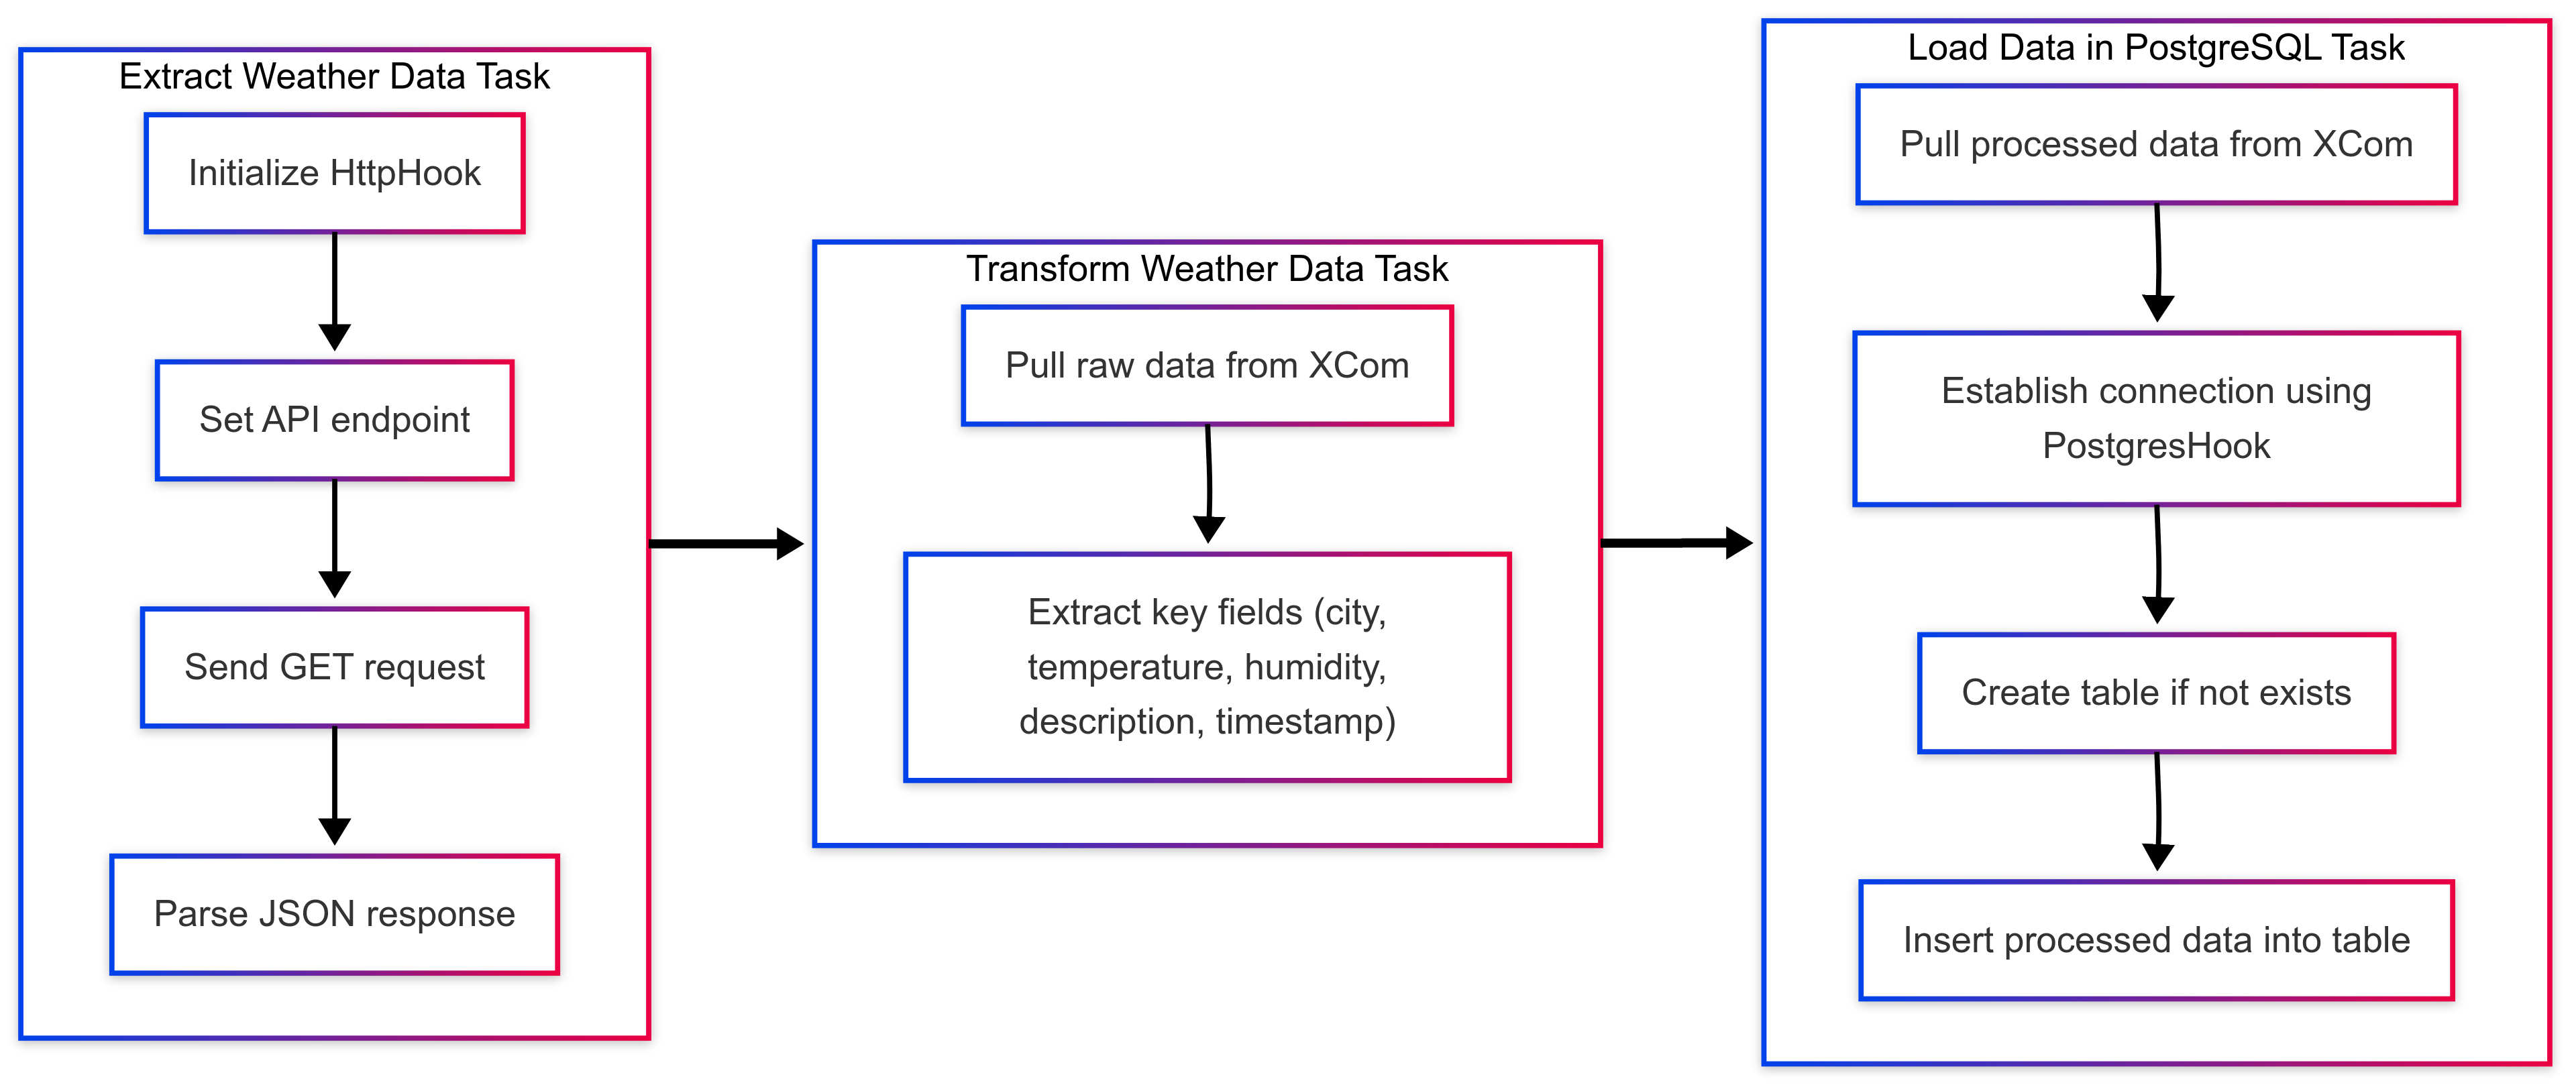 Extract Weather Data Task
Initialize HttpHook
Set API endpoint
Send GET request
Parse JSON response
Transform Weather Data Task
Pull raw data from XCom
Extract key fields (city,
temperature, humidity,
description, timestamp)
Load Data in PostgreSQL Task
Pull processed data from XCom
Establish connection using
PostgresHook
Create table if not exists
Insert processed data into table